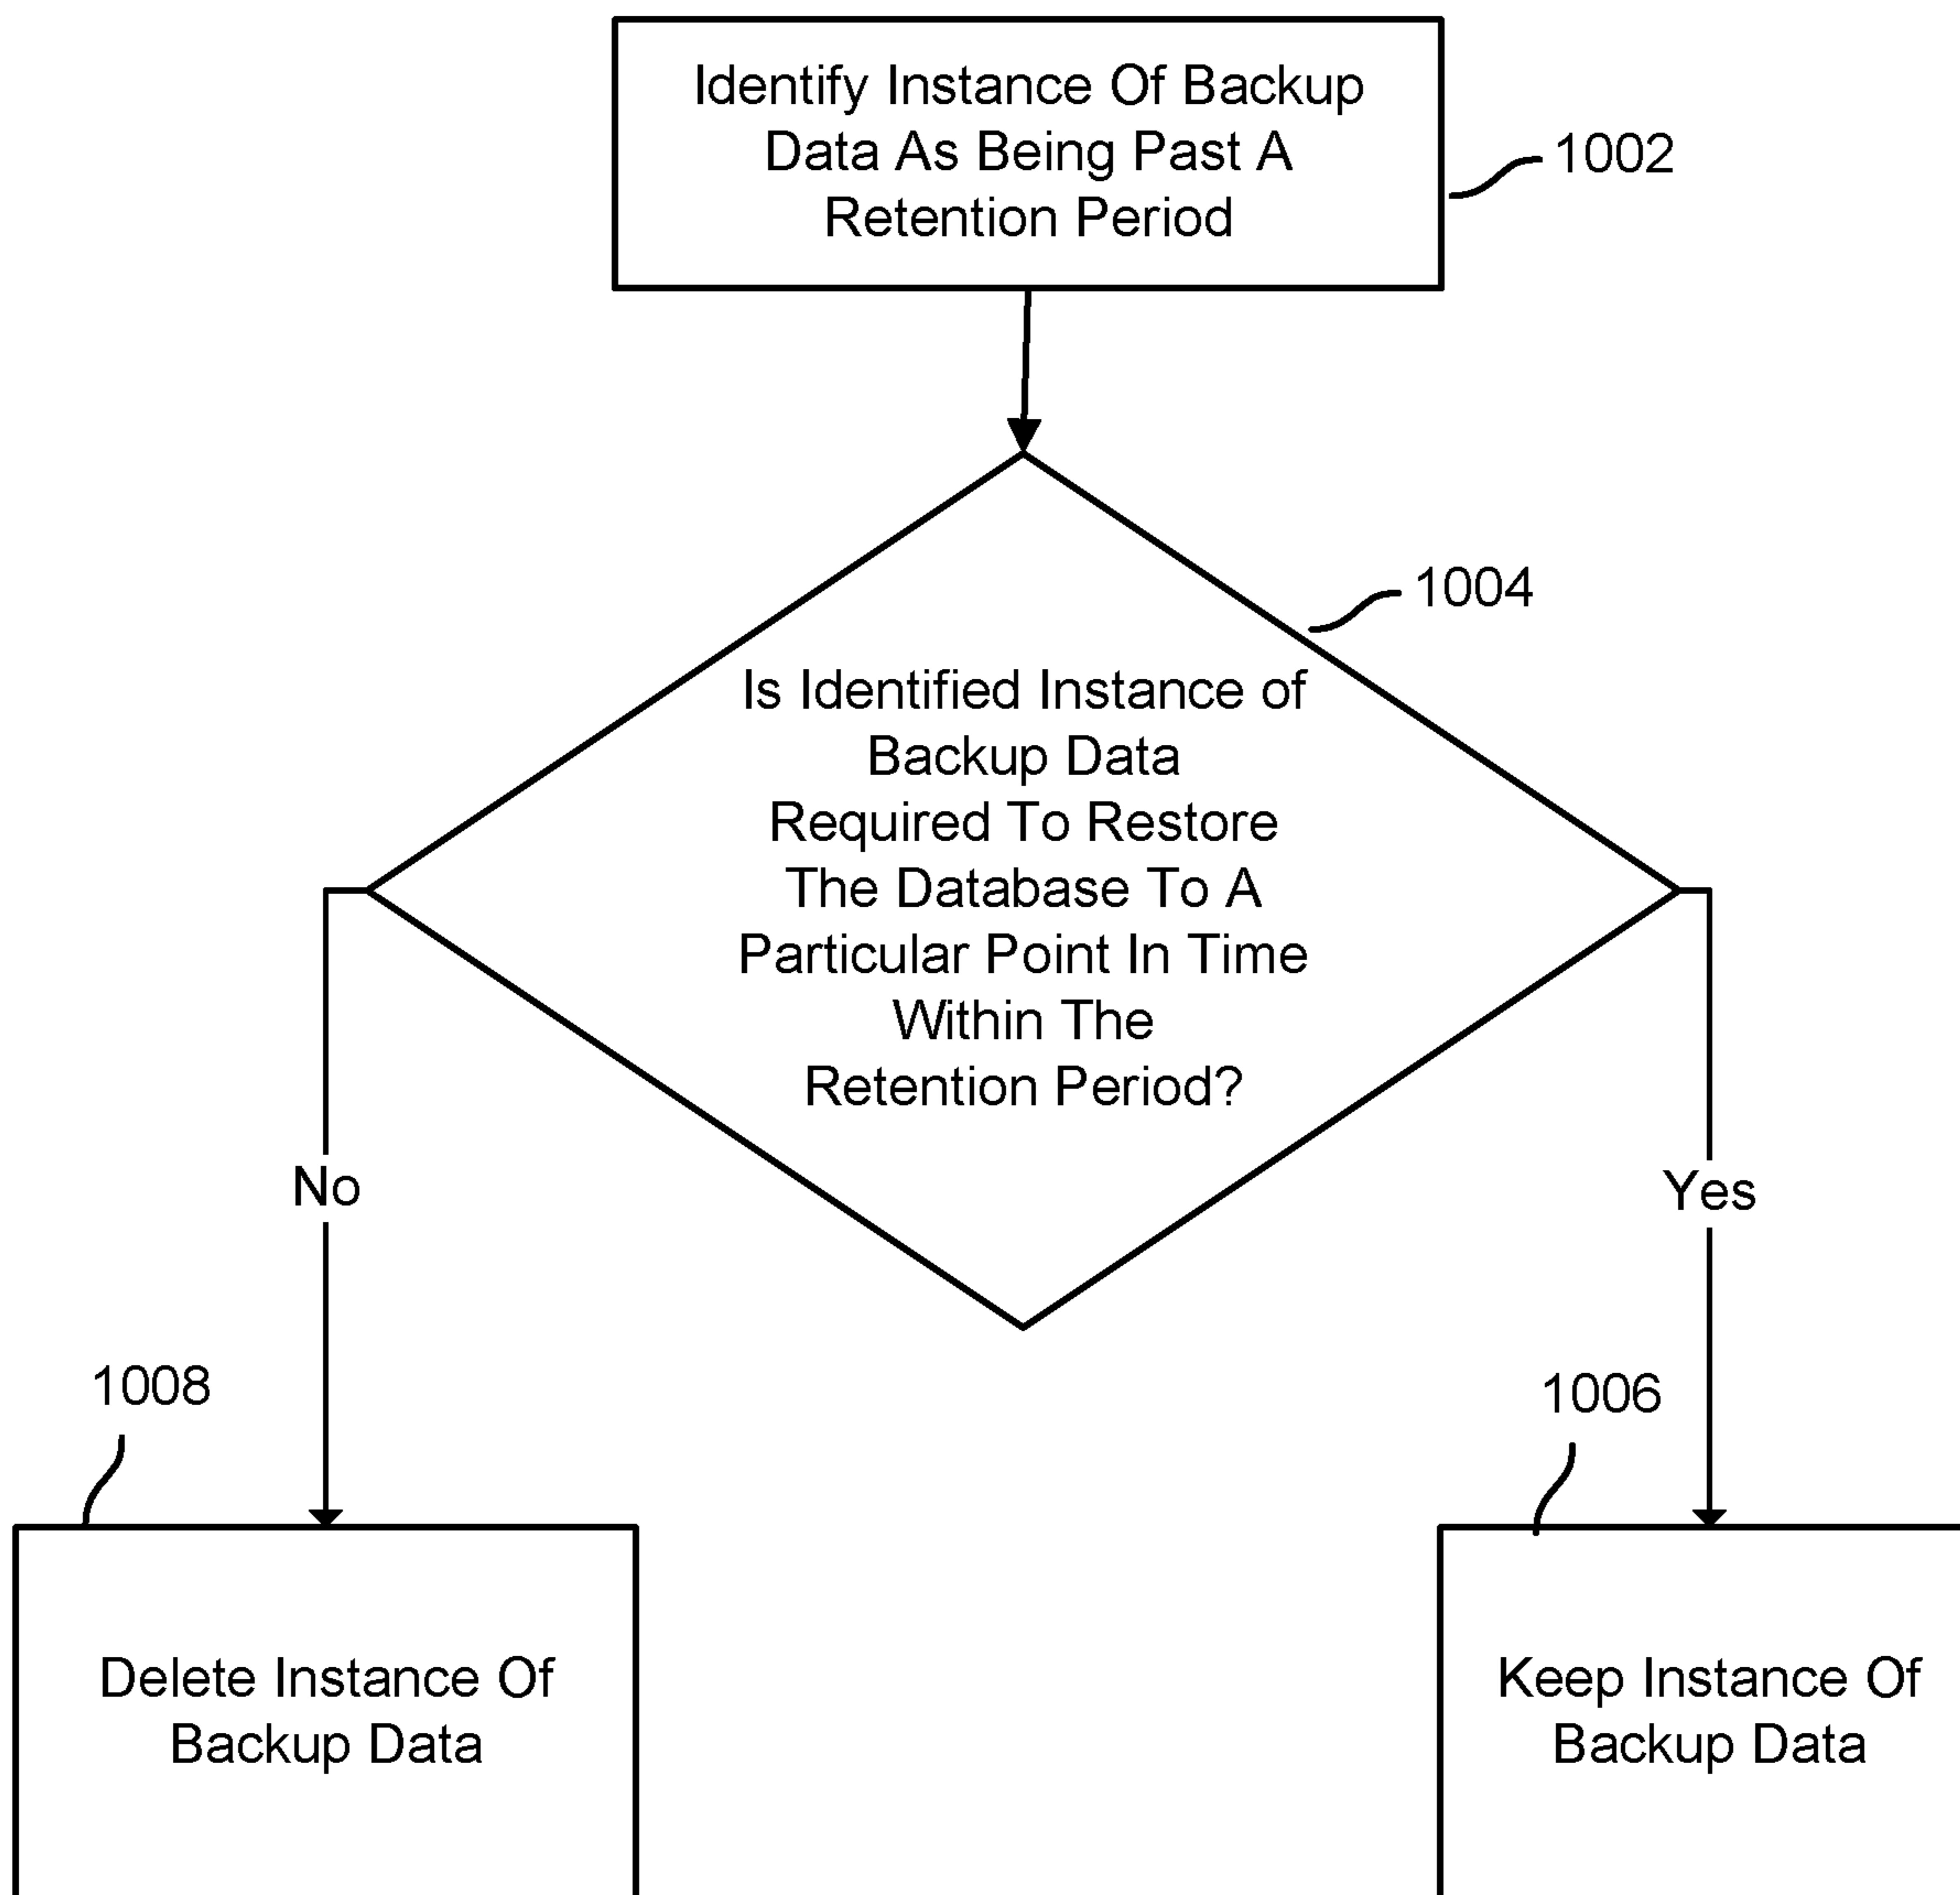 Identify Instance Of Backup
Data As Being Past A
Retention Period
1002
1004
Is Identified Instance of
Backup Data
Required To Restore
The Database To A
Particular Point In Time
Within The
Retention Period?
No
Yes
1008
1006
Delete Instance Of
Backup Data
Keep Instance Of
Backup Data